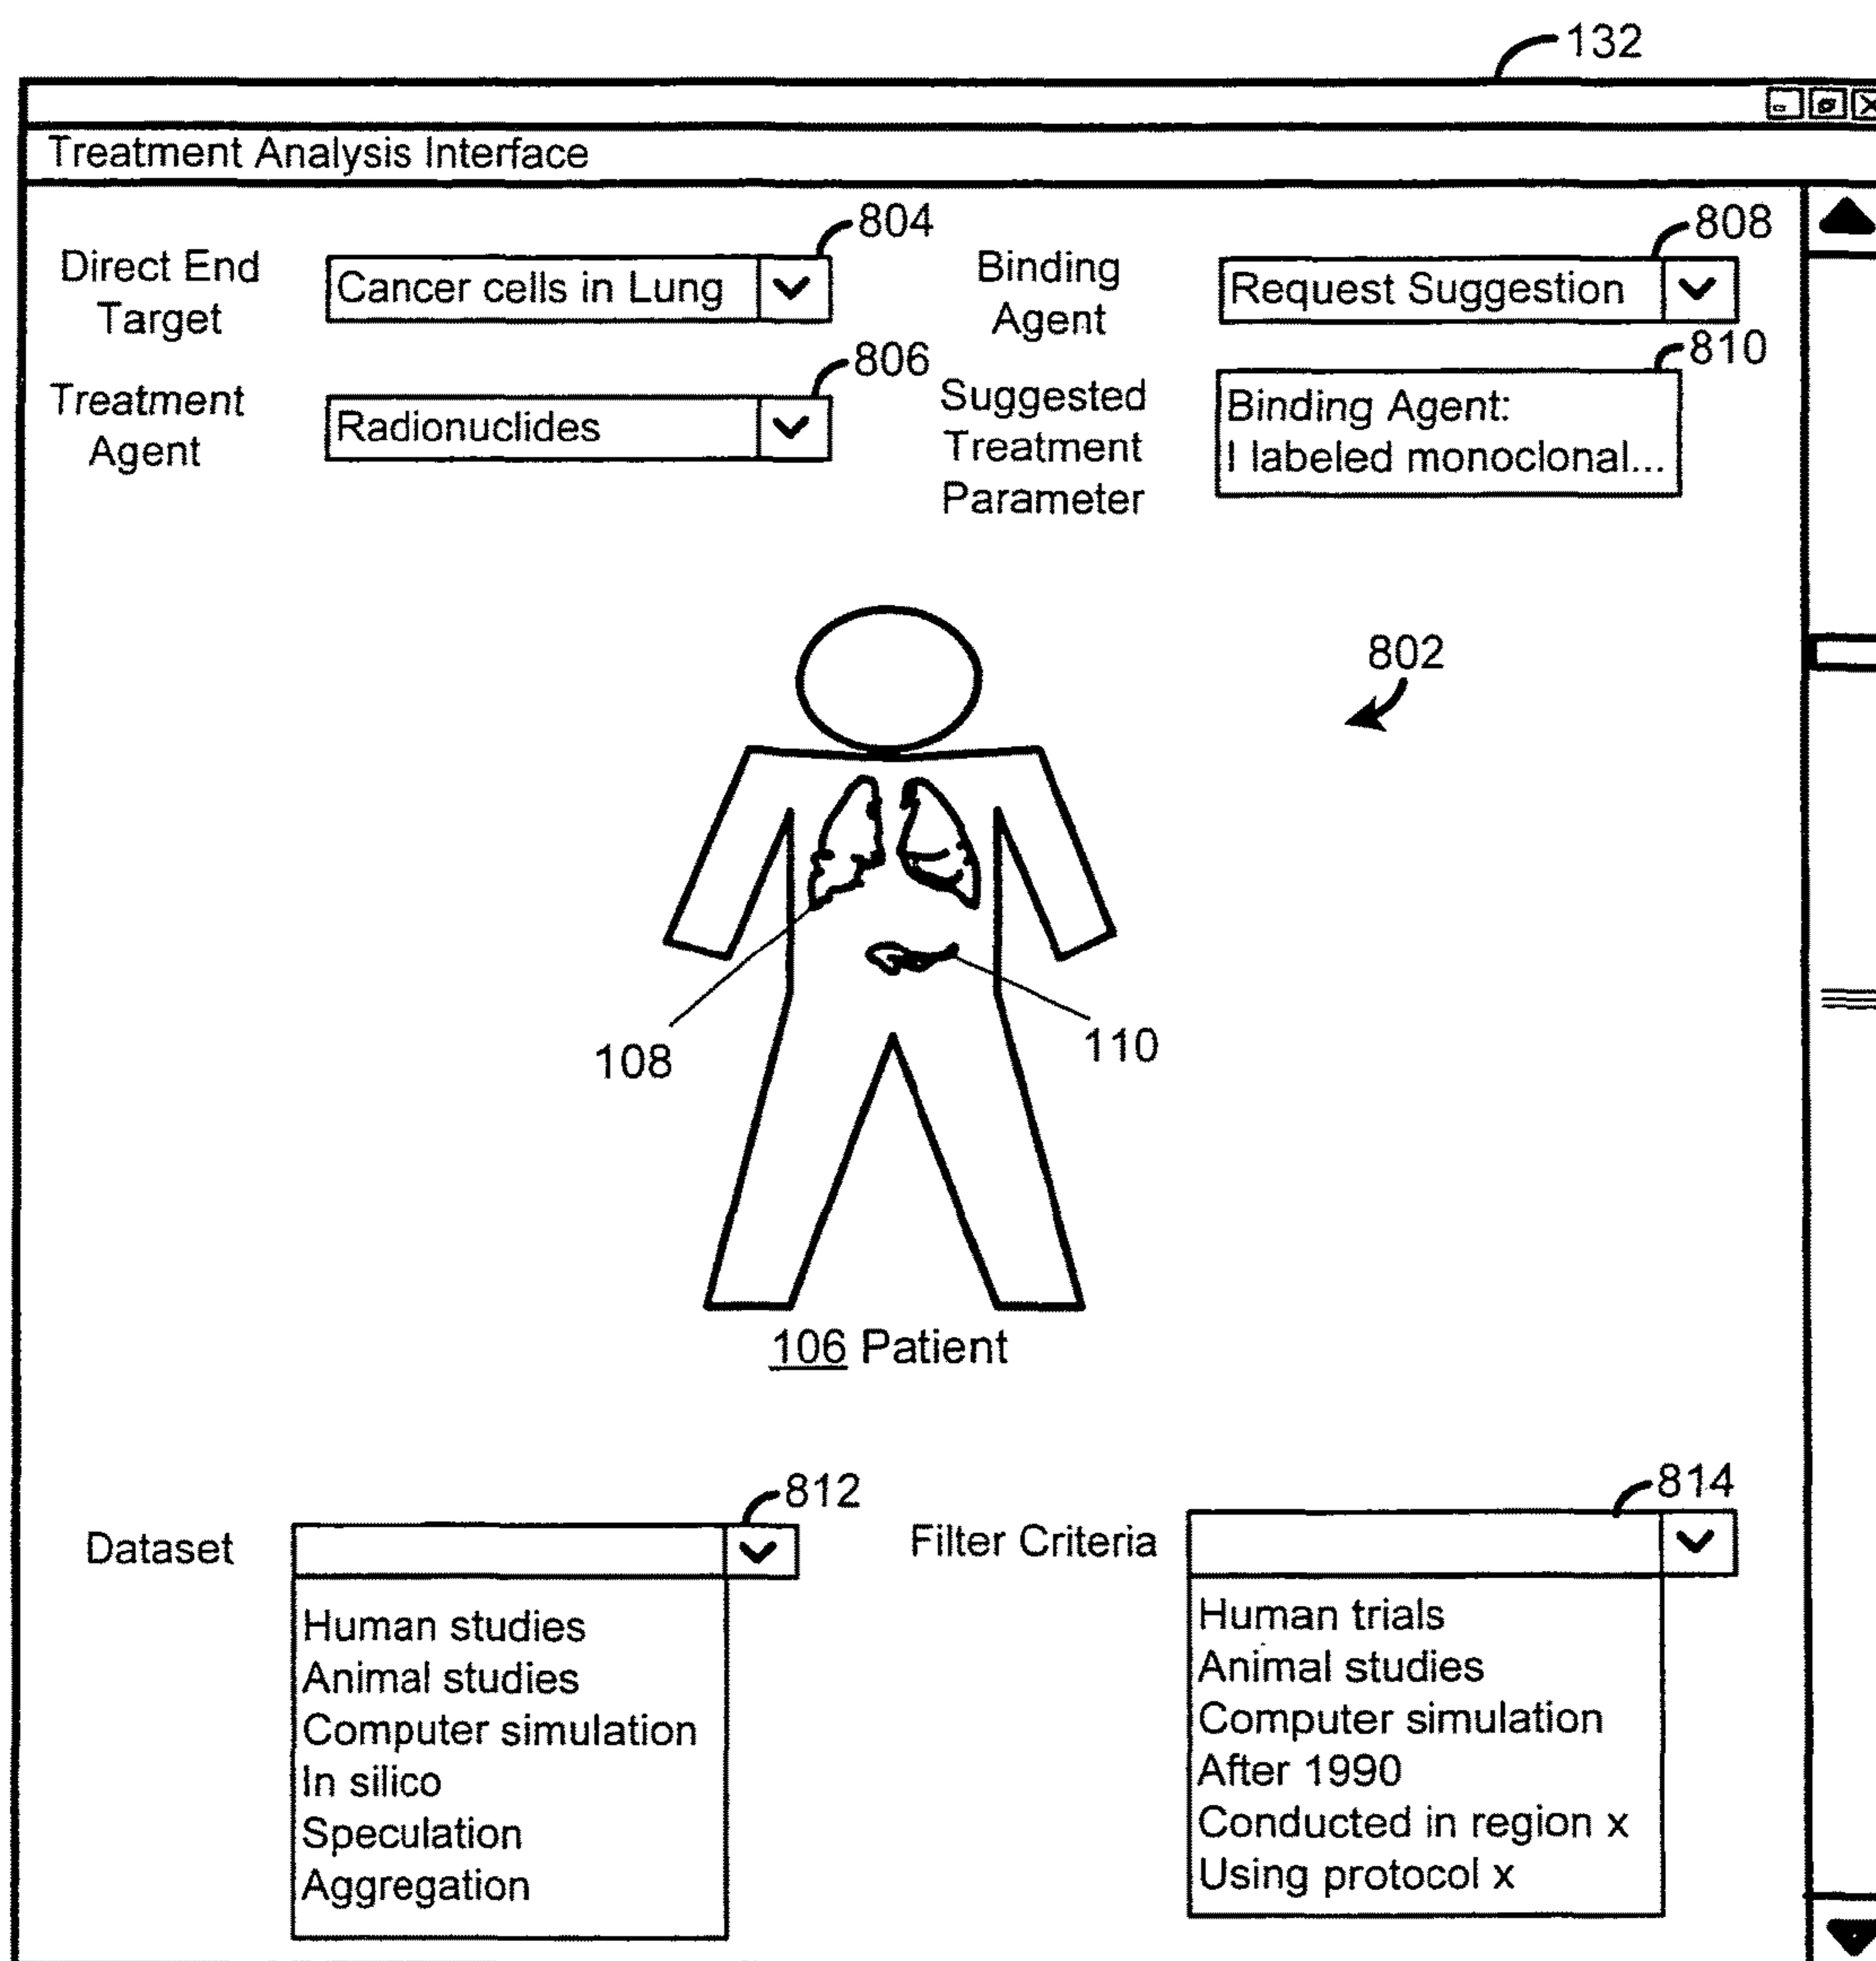 132
Treatment Analysis Interface
804
808
Direct End
Target
Cancer cells in Lung
Binding
Agent
Request Suggestion
806
810
Treatment
Agent
Radionuclides
Suggested
Treatment
Parameter
Binding Agent:
I labeled monoclonal...
802
108
110
106 Patient
812
814
Dataset
Human studies
Animal studies
Computer simulation
In silico
Speculation
Aggregation
Filter Criteria
Human trials
Animal studies
Computer simulation
After 1990
Conducted in region x
Using protocol x